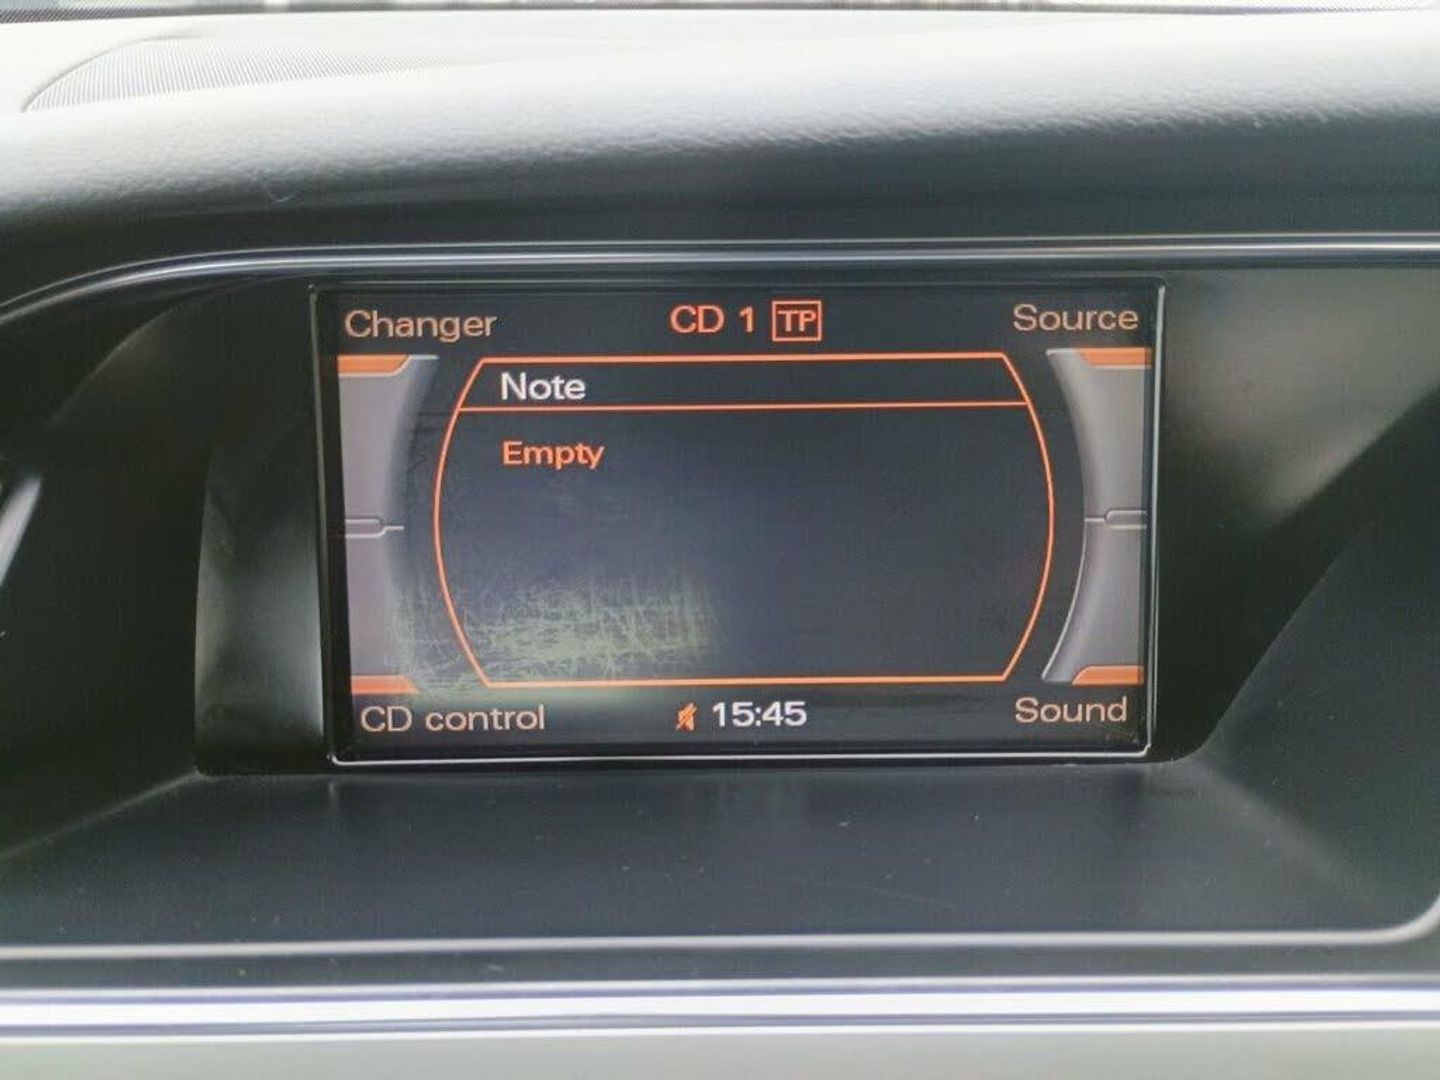 Changer CD 1 TP Source
Note
Empty
CD control 15:45 Sound